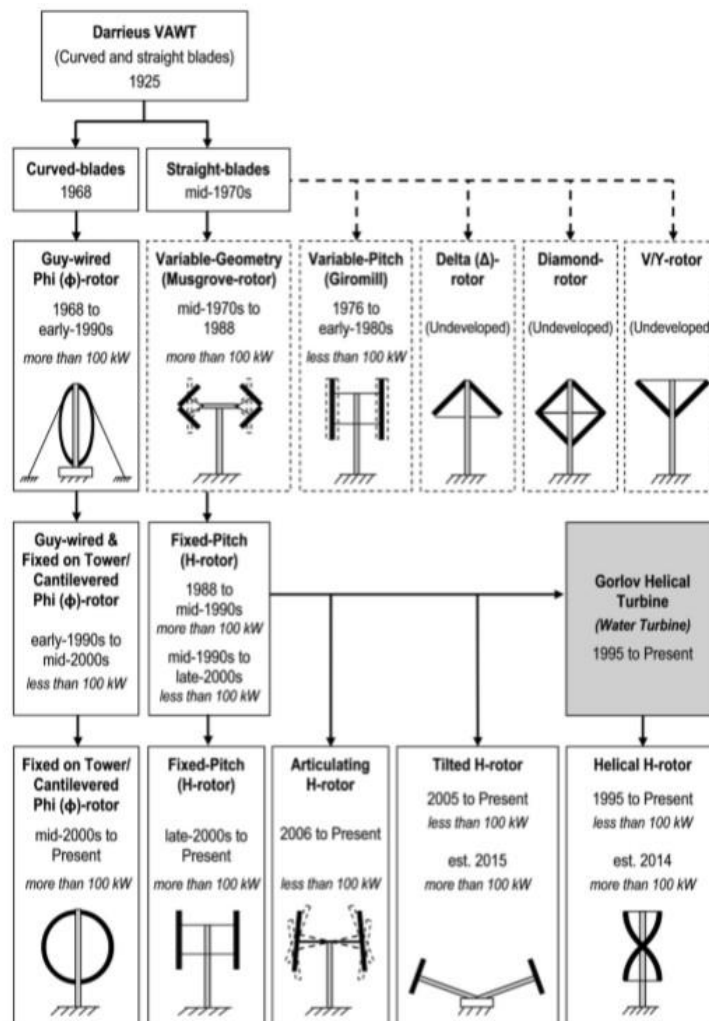 Darrieus VAWT
(Curved and straight blades)
1925
Curved-blades
1968
Straight-blades
mid-1970s
Guy-wired
Phi (ϕ)-rotor
1968 to
early-1990s
more than 100 kW
Variable-Geometry
(Musgrove-rotor)
mid-1970s to
1988
more than 100 kW
Variable-Pitch
(Giromill)
1976 to
early-1980s
less than 100 kW
Delta (Δ)-
rotor
(Undeveloped)
Diamond-
rotor
(Undeveloped)
V/Y-rotor
(Undeveloped)
Guy-wired &
Fixed on Tower/
Cantilevered
Phi (ϕ)-rotor
early-1990s to
mid-2000s
less than 100 kW
Fixed-Pitch
(H-rotor)
1988 to
mid-1990s
more than 100 kW
mid-1990s to
late-2000s
less than 100 kW
Gorlov Helical
Turbine
(Water Turbine)
1995 to Present
Fixed on Tower/
Cantilevered
Phi (ϕ)-rotor
mid-2000s to
Present
more than 100 kW
Fixed-Pitch
(H-rotor)
late-2000s to
Present
more than 100 kW
Articulating
H-rotor
2006 to Present
less than 100 kW
Tilted H-rotor
2005 to Present
less than 100 kW
est. 2015
more than 100 kW
Helical H-rotor
1995 to Present
less than 100 kW
est. 2014
more than 100 kW